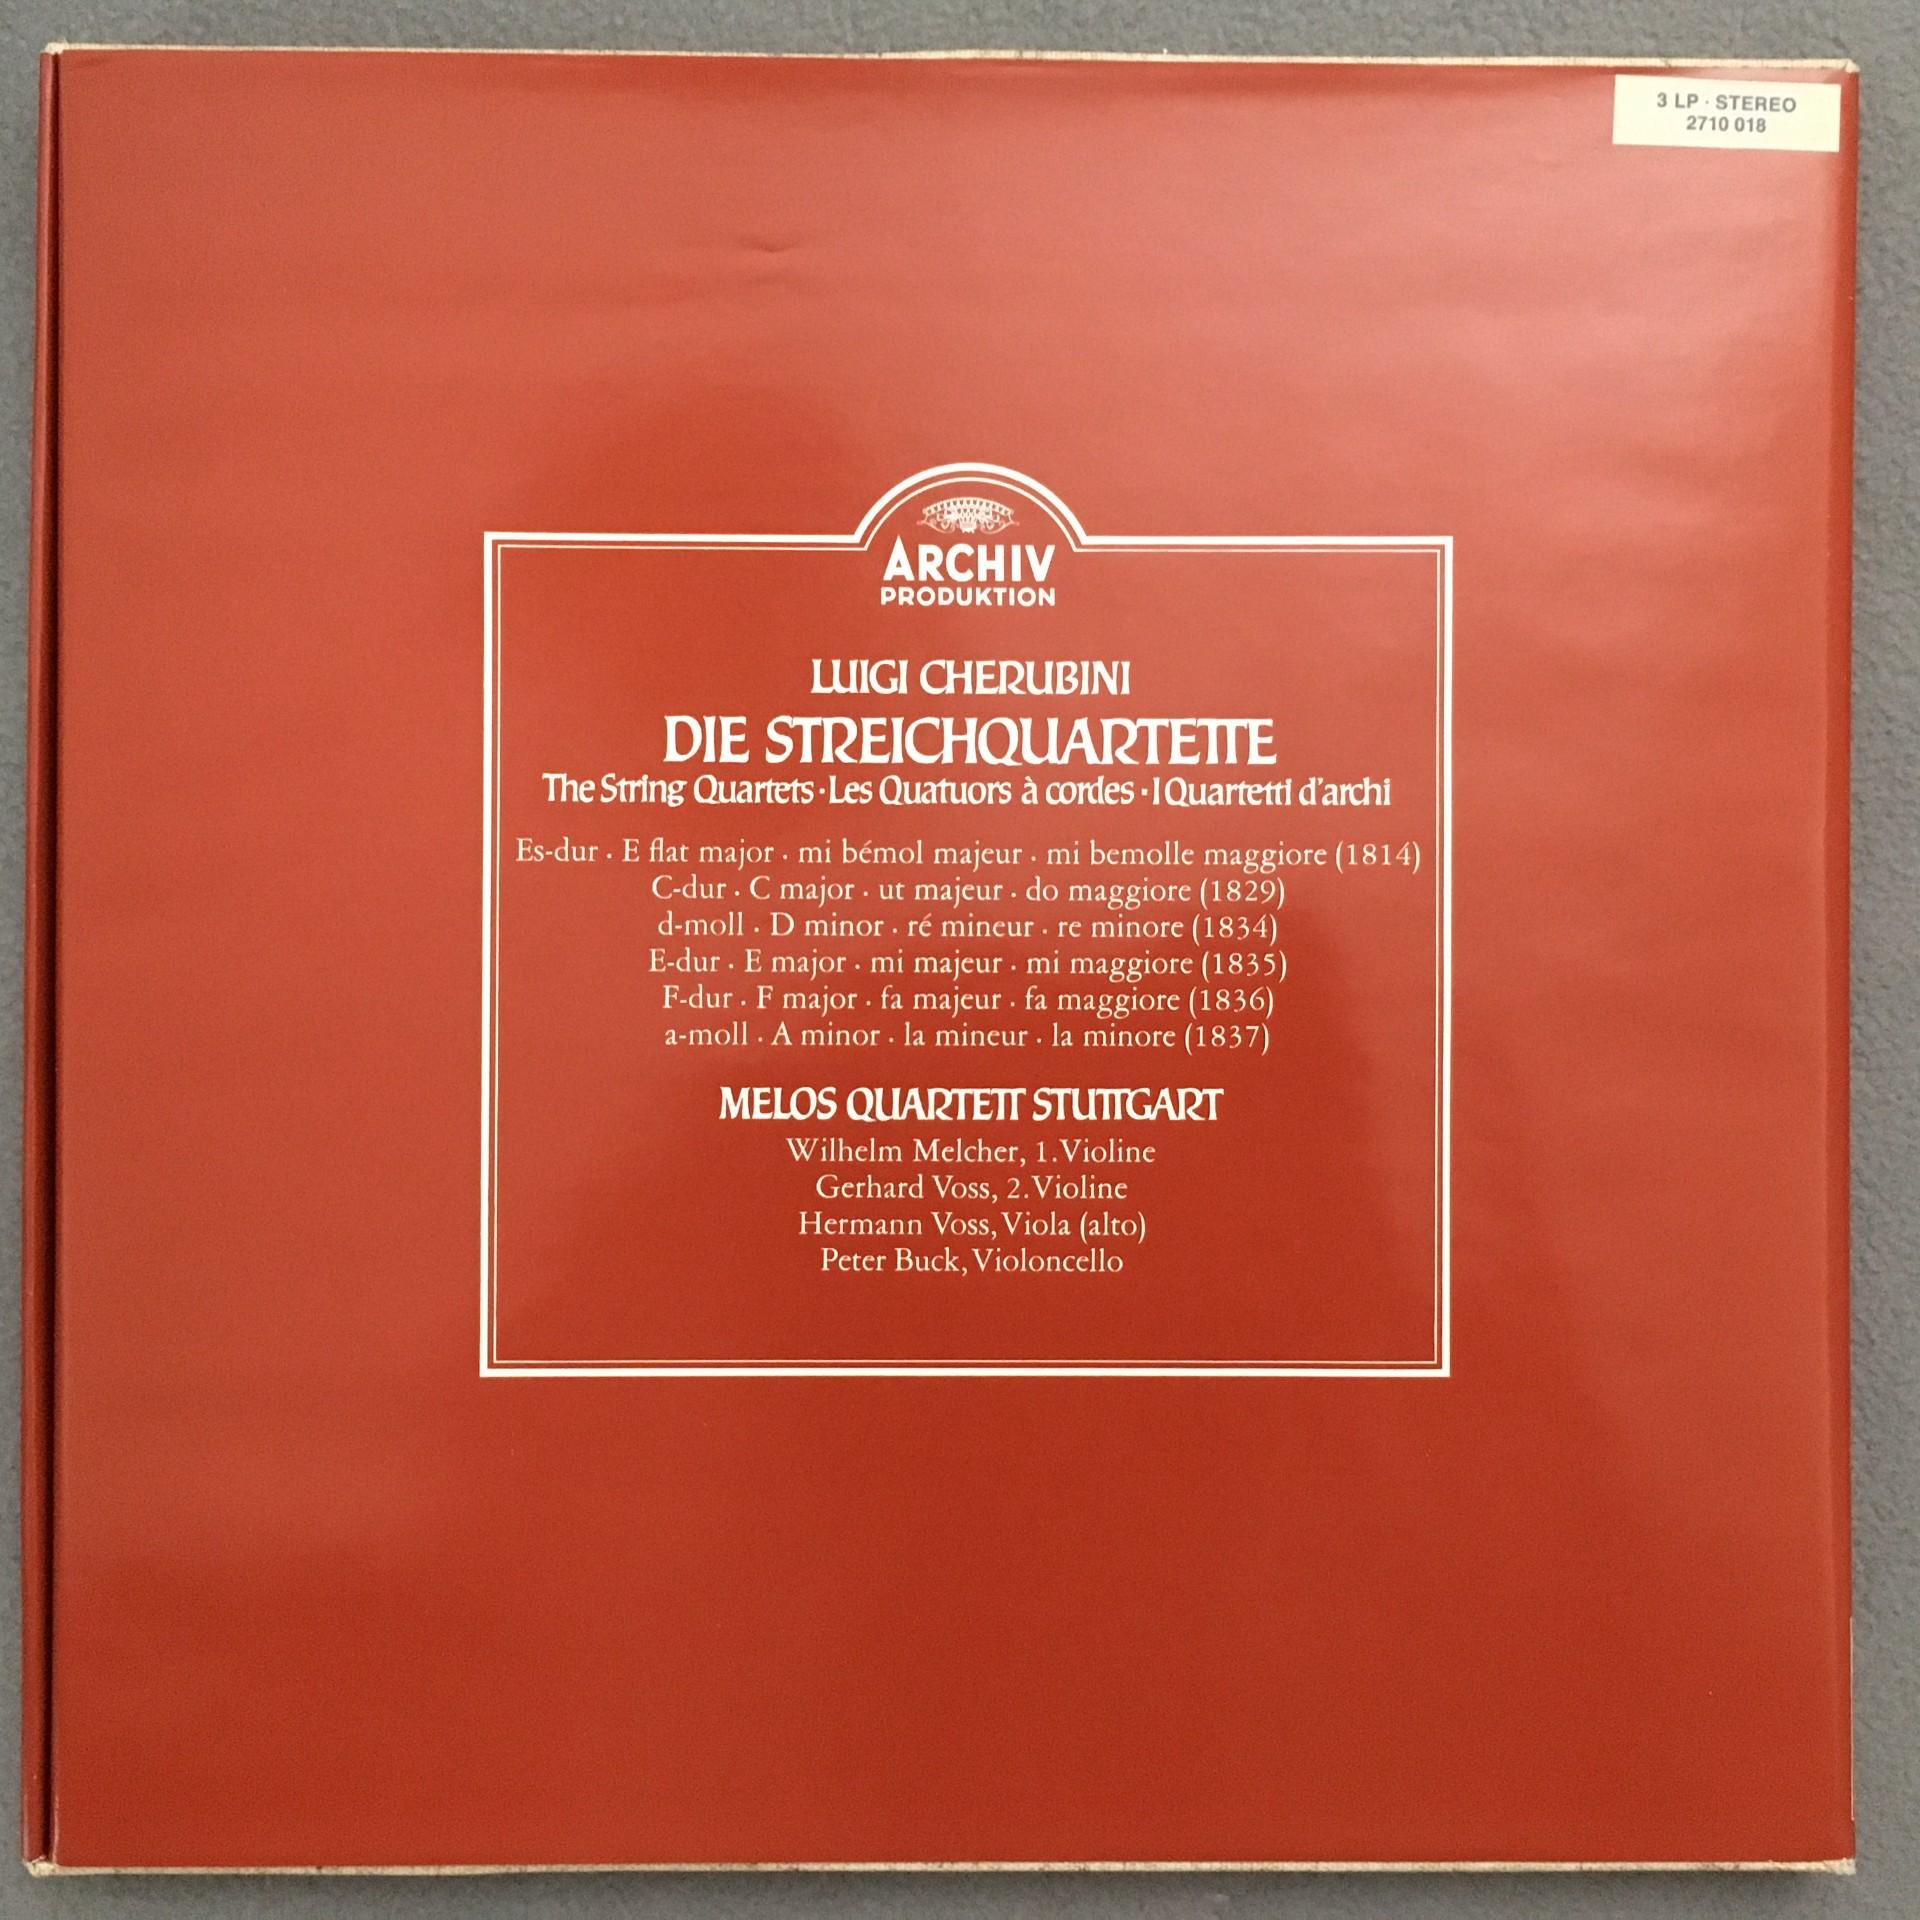 3 LP · STEREO
2710 018
ARCHIV
PRODUKTION
LUIGI CHERUBINI
DIE STREICHQUARTETTE
The String Quartets · Les Quatuors à cordes · I Quartetti d'archi
Es-dur · E flat major · mi bémol majeur · mi bemolle maggiore (1814)
C-dur · C major · ut majeur · do maggiore (1829)
d-moll · D minor · ré mineur · re minore (1834)
E-dur · E major · mi majeur · mi maggiore (1835)
F-dur · F major · fa majeur · fa maggiore (1836)
a-moll · A minor · la mineur · la minore (1837)
MELOS QUARTETT STUTTGART
Wilhelm Melcher, 1. Violine
Gerhard Voss, 2. Violine
Hermann Voss, Viola (alto)
Peter Buck, Violoncello